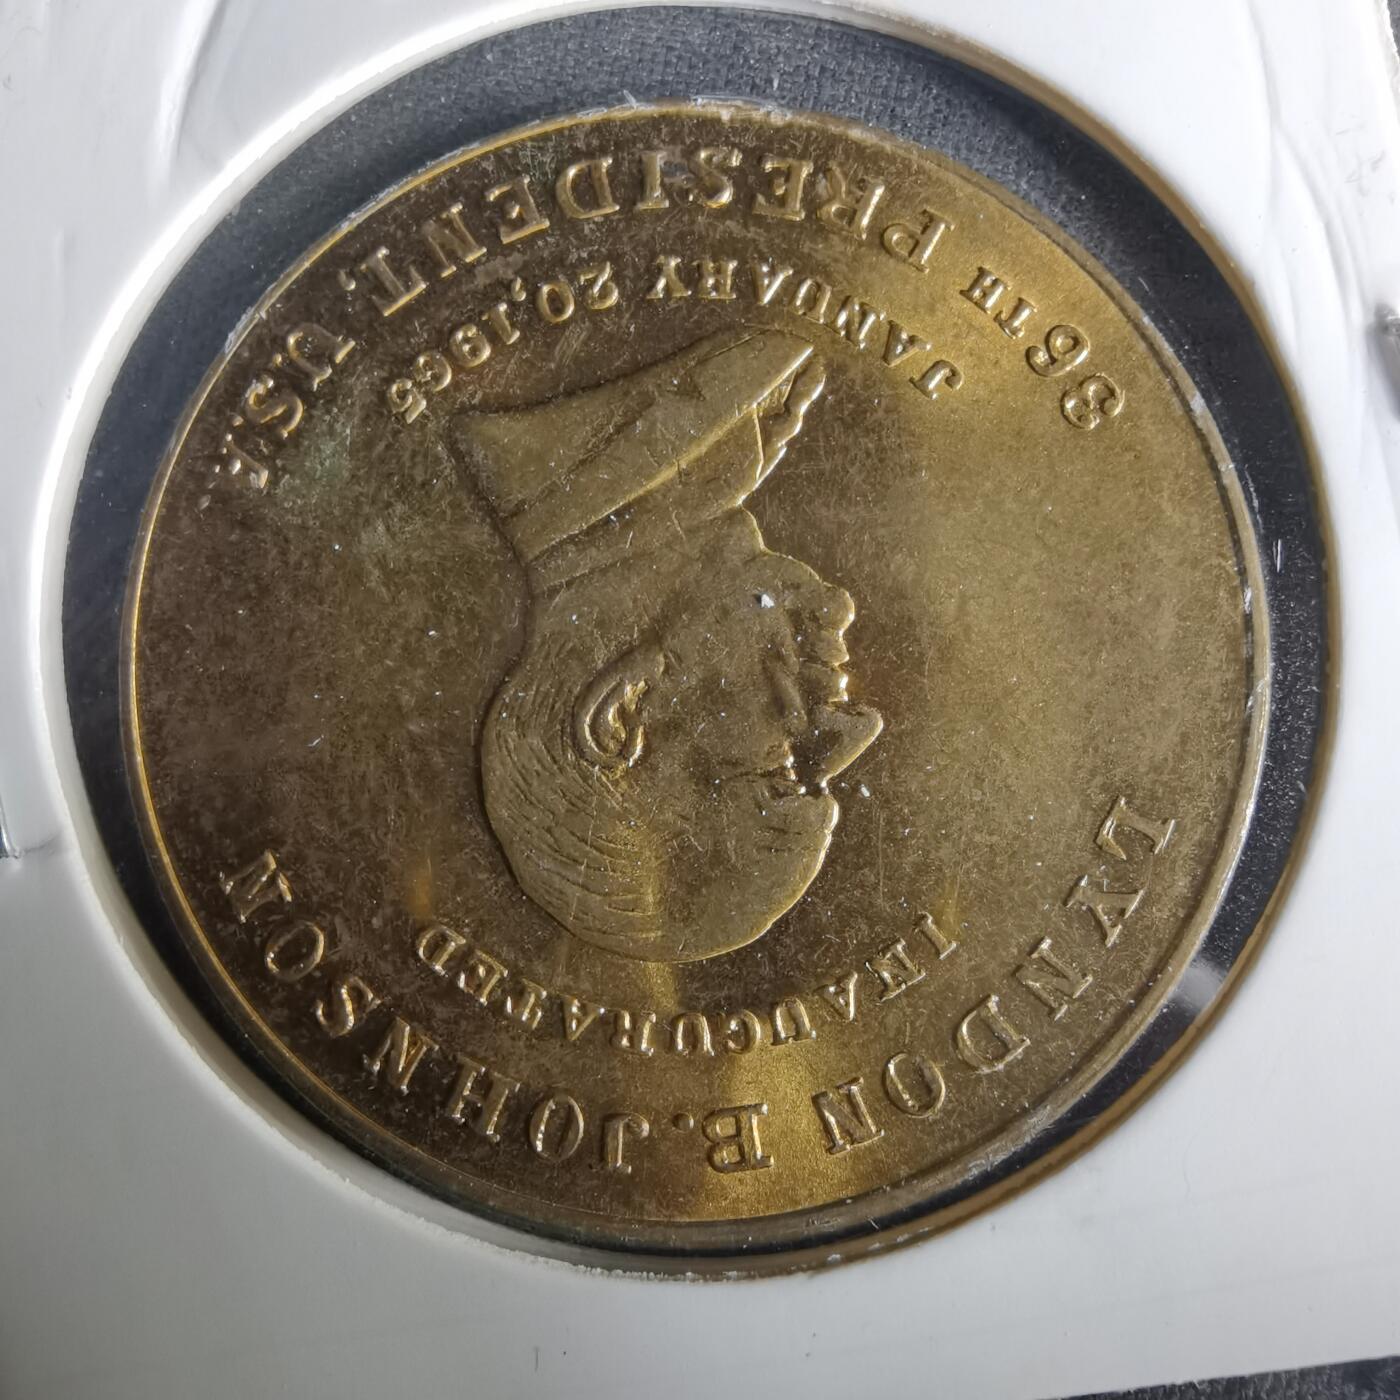 LYNDON B. JOHNSON
INAUGURATED
JANUARY 20, 1965
36TH PRESIDENT, U.S.A.